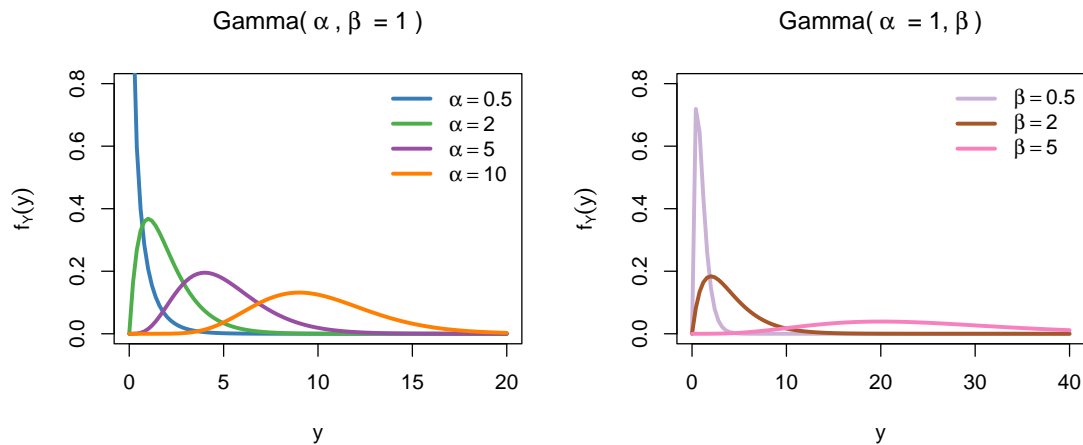 Gamma( α , β = 1 )
0.8
0.6
0.4
0.2
0.0
f_Y(y)
α = 0.5
α = 2
α = 5
α = 10
0 5 10 15 20
y
Gamma( α = 1, β )
0.8
0.6
0.4
0.2
0.0
f_Y(y)
β = 0.5
β = 2
β = 5
0 10 20 30 40
y